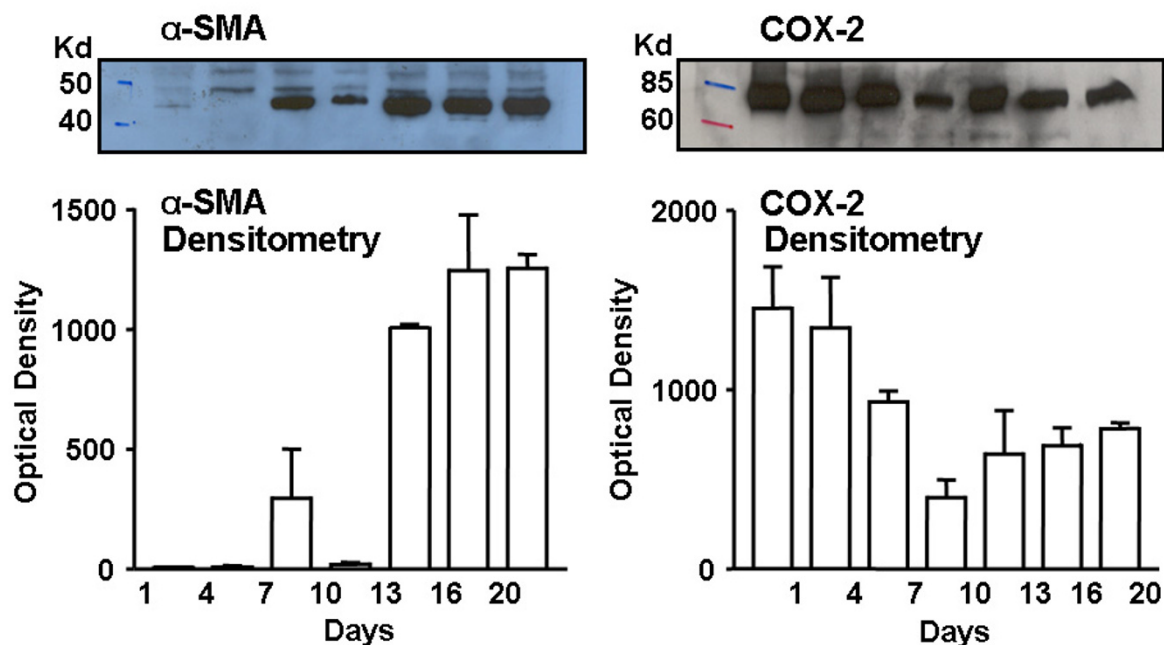 α-SMA
Kd
50
40
COX-2
Kd
85
60
α-SMA
Densitometry
1500
1000
500
0
Optical Density
1 4 7 10 13 16 20
Days
COX-2
Densitometry
2000
1000
0
Optical Density
1 4 7 10 13 16 20
Days